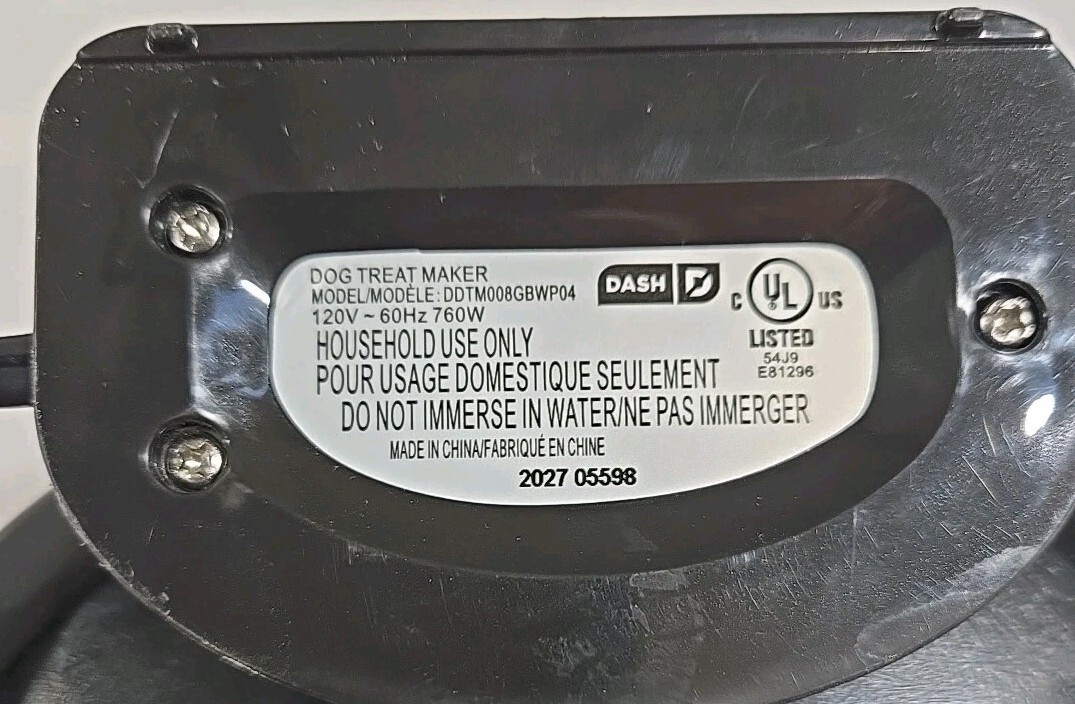 DOG TREAT MAKER
MODEL/MODÈLE: DDTM008GBWP04
120V ~ 60Hz 760W
HOUSEHOLD USE ONLY
POUR USAGE DOMESTIQUE SEULEMENT
DO NOT IMMERSE IN WATER/NE PAS IMMERGER
MADE IN CHINA/FABRIQUÉ EN CHINE
2027 05598
DASH D
C UL ® US
LISTED
54J9
E81296